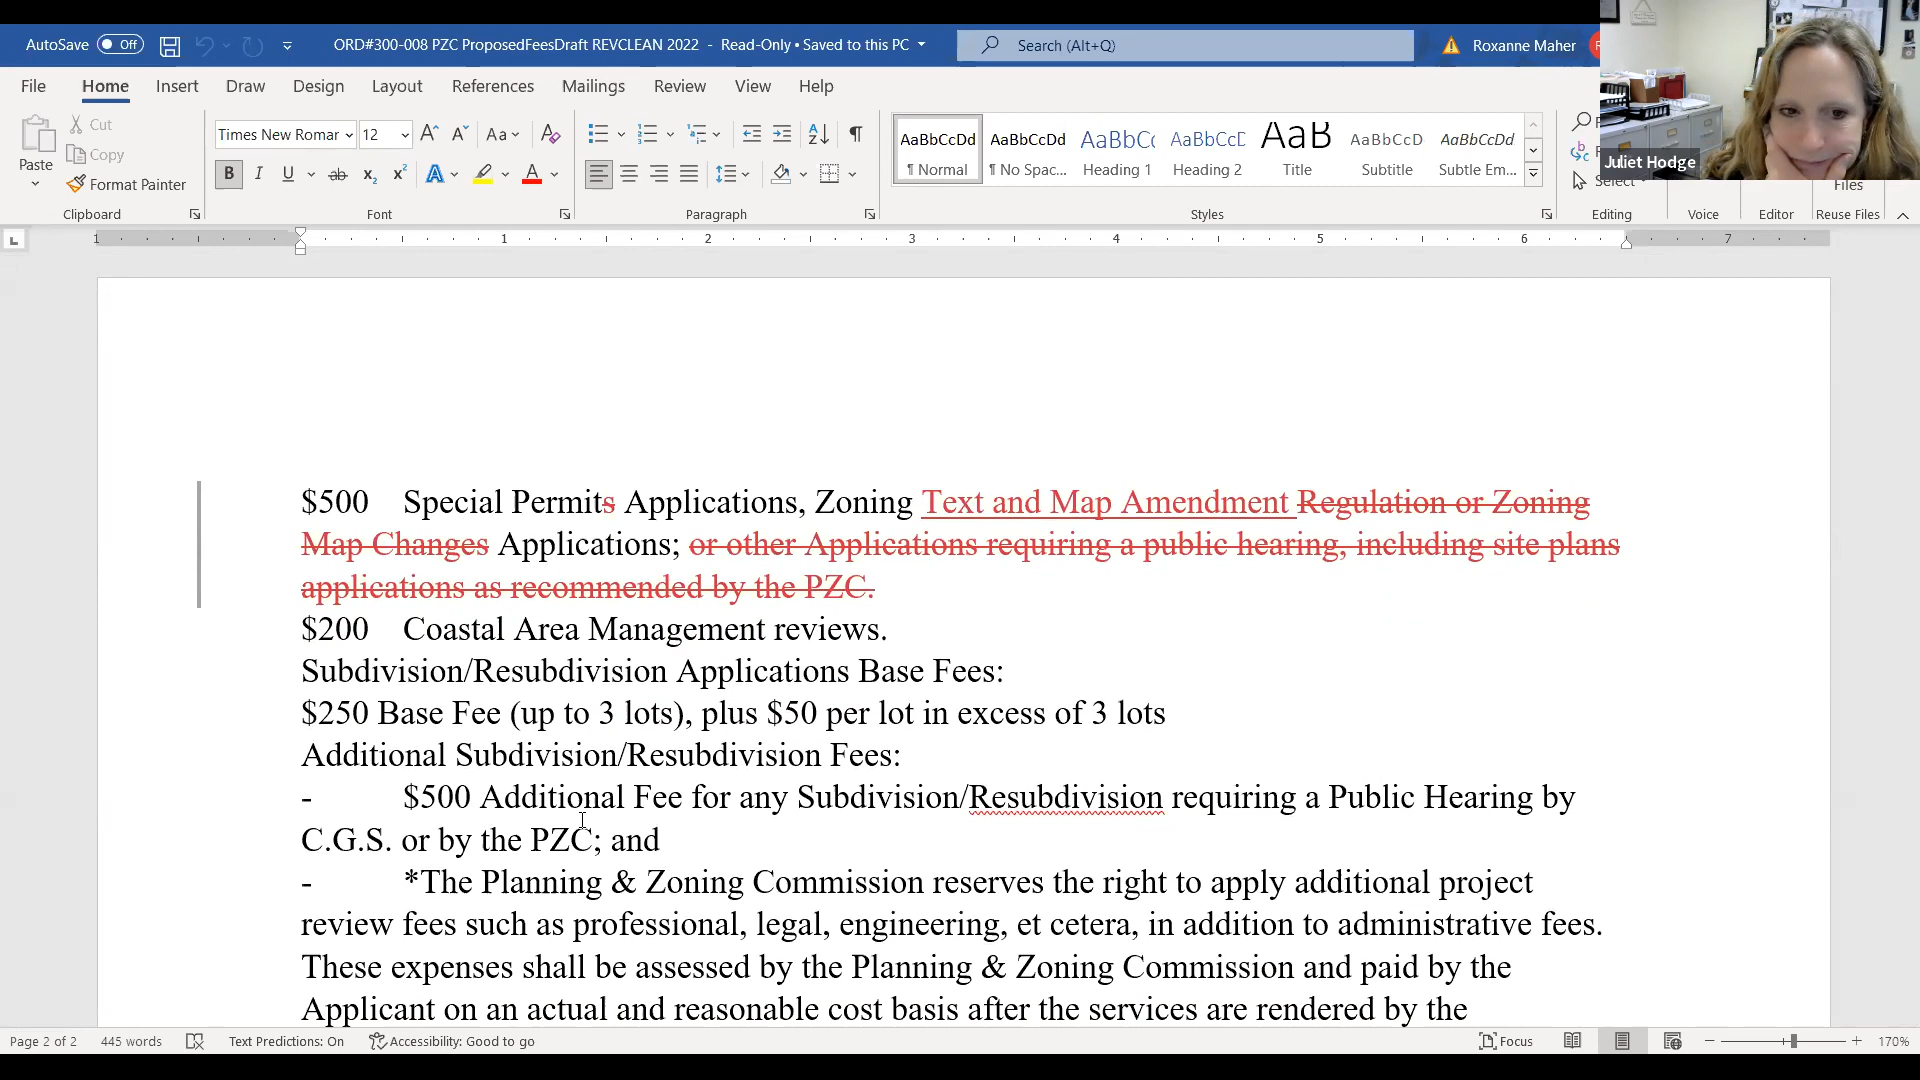 AutoSave Off ORD#300-008 PZC ProposedFeesDraft REVCLEAN 2022 - Read-Only • Saved to this PC Search (Alt+Q) Roxanne Maher
File Home Insert Draw Design Layout References Mailings Review View Help
Paste Cut Copy Format Painter
Times New Roman 12
AaBbCcDd AaBbCcDd AaBbC AaBbCcD AaB AaBbCcD AaBbCcDd
¶ Normal ¶ No Spac... Heading 1 Heading 2 Title Subtitle Subtle Em...
Select Files
Juliet Hodge
Clipboard Font Paragraph Styles Editing Voice Editor Reuse Files
1 1 2 3 4 5 6 7
$500 Special Permits Applications, Zoning Text and Map Amendment Regulation or Zoning
Map Changes Applications; or other Applications requiring a public hearing, including site plans
applications as recommended by the PZC.
$200 Coastal Area Management reviews.
Subdivision/Resubdivision Applications Base Fees:
$250 Base Fee (up to 3 lots), plus $50 per lot in excess of 3 lots
Additional Subdivision/Resubdivision Fees:
- $500 Additional Fee for any Subdivision/Resubdivision requiring a Public Hearing by
C.G.S. or by the PZC; and
- *The Planning & Zoning Commission reserves the right to apply additional project
review fees such as professional, legal, engineering, et cetera, in addition to administrative fees.
These expenses shall be assessed by the Planning & Zoning Commission and paid by the
Applicant on an actual and reasonable cost basis after the services are rendered by the
Page 2 of 2 445 words Text Predictions: On Accessibility: Good to go Focus 170%